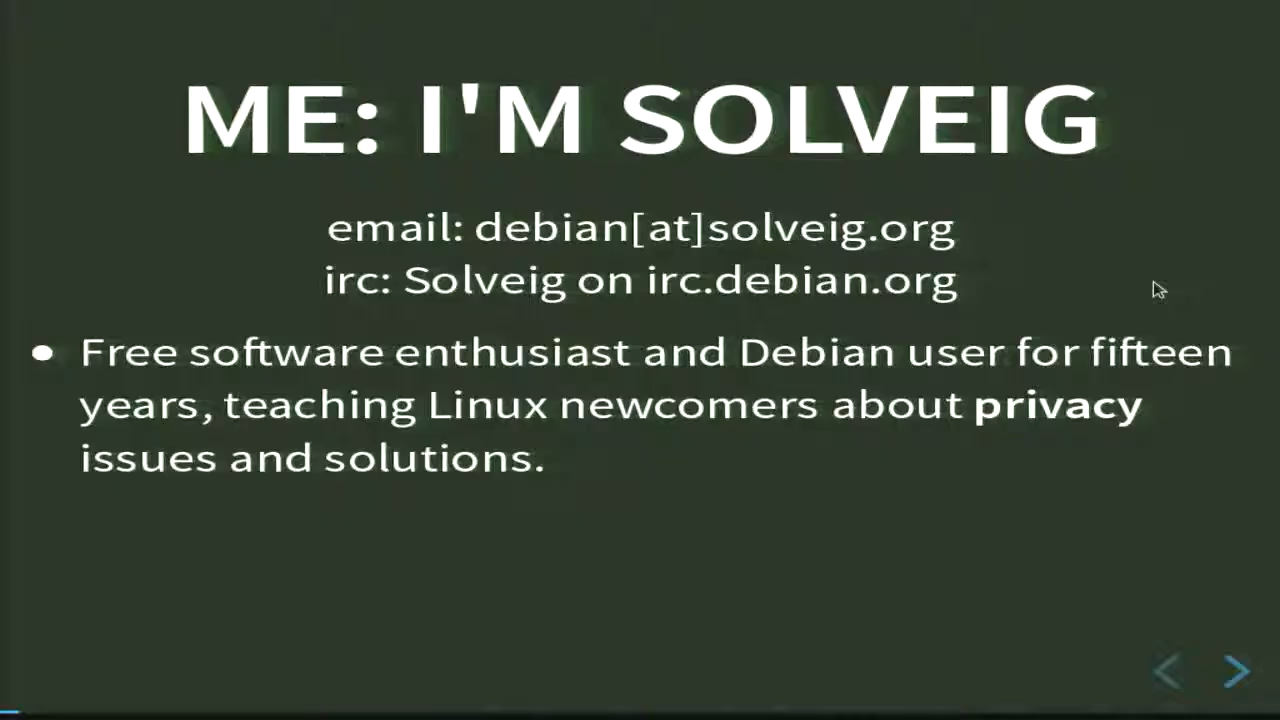 ME: I'M SOLVEIG
email: debian[at]solveig.org
irc: Solveig on irc.debian.org
• Free software enthusiast and Debian user for fifteen
years, teaching Linux newcomers about privacy
issues and solutions.